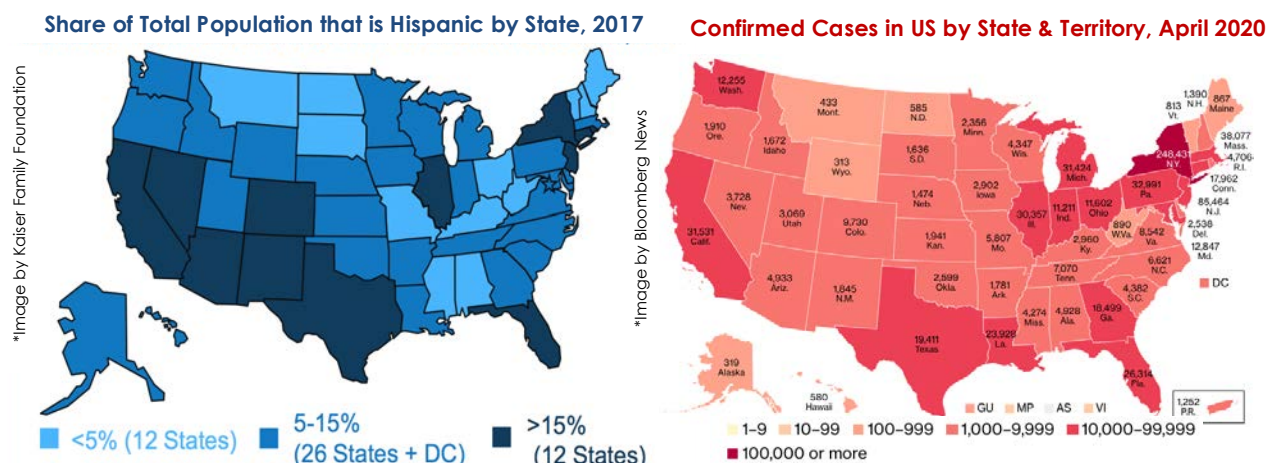 Share of Total Population that is Hispanic by State, 2017
*Image by Kaiser Family Foundation
<5% (12 States)
5-15%
(26 States + DC)
>15%
(12 States)
Confirmed Cases in US by State & Territory, April 2020
*Image by Bloomberg News
12,255
Wash.
433
Mont.
585
N.D.
2,356
Minn.
813
Vt.
1,390
N.H.
867
Maine
1,910
Ore.
1,672
Idaho
313
Wyo.
1,636
S.D.
4,347
Wis.
31,424
Mich.
248,431
N.Y.
38,077
Mass.
4,706
R.I.
17,962
Conn.
85,464
N.J.
2,538
Del.
12,847
Md.
31,531
Calif.
3,728
Nev.
3,069
Utah
9,730
Colo.
1,474
Neb.
2,902
Iowa
30,357
Ill.
11,211
Ind.
11,602
Ohio
32,991
Pa.
890
W.Va.
8,542
Va.
1,941
Kan.
5,807
Mo.
2,960
Ky.
4,933
Ariz.
1,845
N.M.
2,599
Okla.
1,781
Ark.
7,070
Tenn.
6,621
N.C.
4,382
S.C.
DC
19,411
Texas
23,928
La.
4,274
Miss.
4,828
Ala.
18,499
Ga.
26,314
Fla.
319
Alaska
580
Hawaii
1,252
P.R.
GU
MP
AS
VI
1–9
10–99
100–999
1,000–9,999
10,000–99,999
100,000 or more